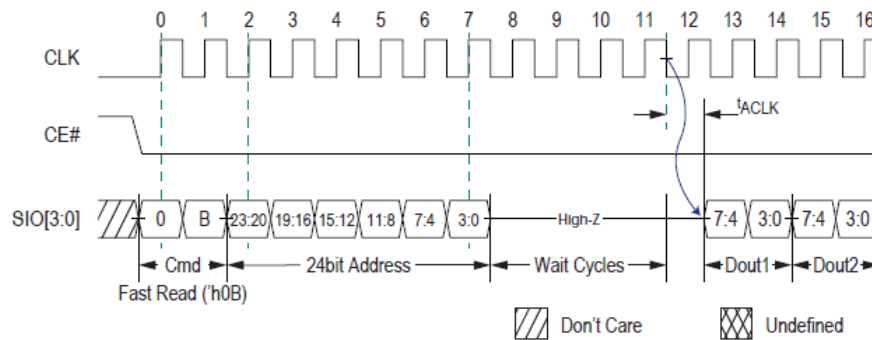 0 1 2 3 4 5 6 7 8 9 10 11 12 13 14 15 16
CLK
tACLK
CE#
SIO[3:0] 0 B 23:20 19:16 15:12 11:8 7:4 3:0 High-Z 7:4 3:0 7:4 3:0
Cmd 24bit Address Wait Cycles Dout1 Dout2
Fast Read ('h0B)
Don't Care Undefined